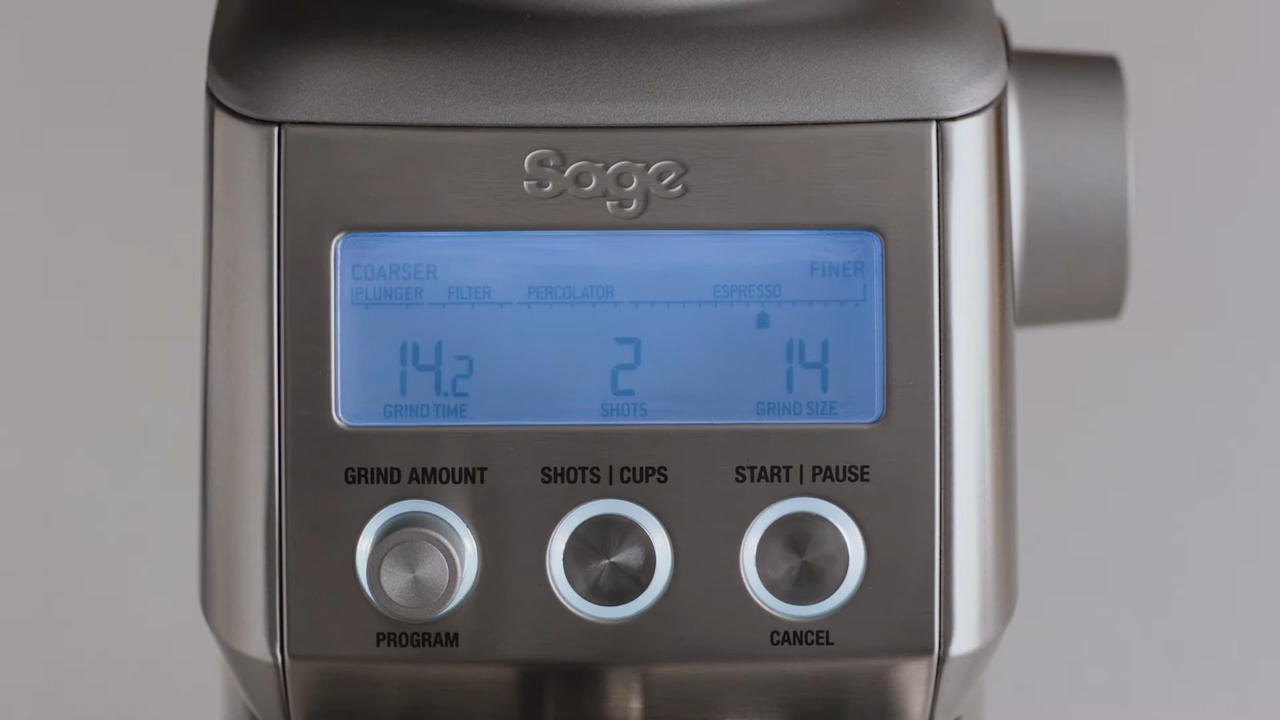 Sage
COARSER FINER
PLUNGER FILTER PERCOLATOR ESPRESSO
14.2 2 14
GRIND TIME SHOTS GRIND SIZE
GRIND AMOUNT SHOTS | CUPS START | PAUSE
PROGRAM CANCEL